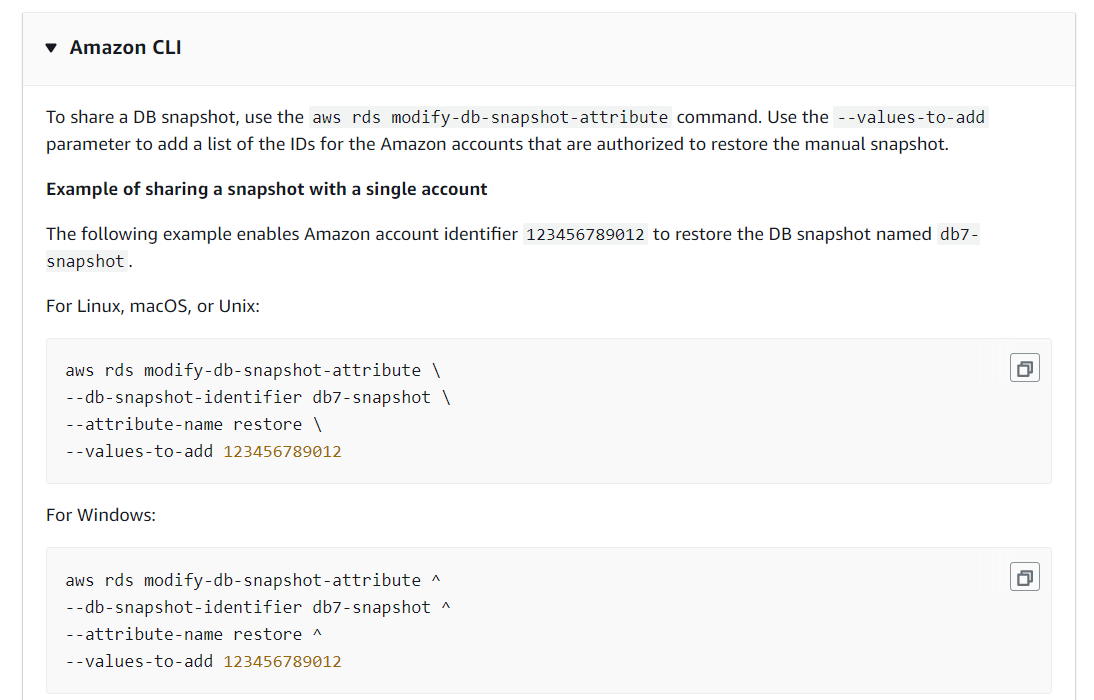 Amazon CLI
To share a DB snapshot, use the aws rds modify-db-snapshot-attribute command. Use the --values-to-add
parameter to add a list of the IDs for the Amazon accounts that are authorized to restore the manual snapshot.
Example of sharing a snapshot with a single account
The following example enables Amazon account identifier 123456789012 to restore the DB snapshot named db7-
snapshot.
For Linux, macOS, or Unix:
aws rds modify-db-snapshot-attribute \
--db-snapshot-identifier db7-snapshot \
--attribute-name restore \
--values-to-add 123456789012
For Windows:
aws rds modify-db-snapshot-attribute ^
--db-snapshot-identifier db7-snapshot ^
--attribute-name restore ^
--values-to-add 123456789012